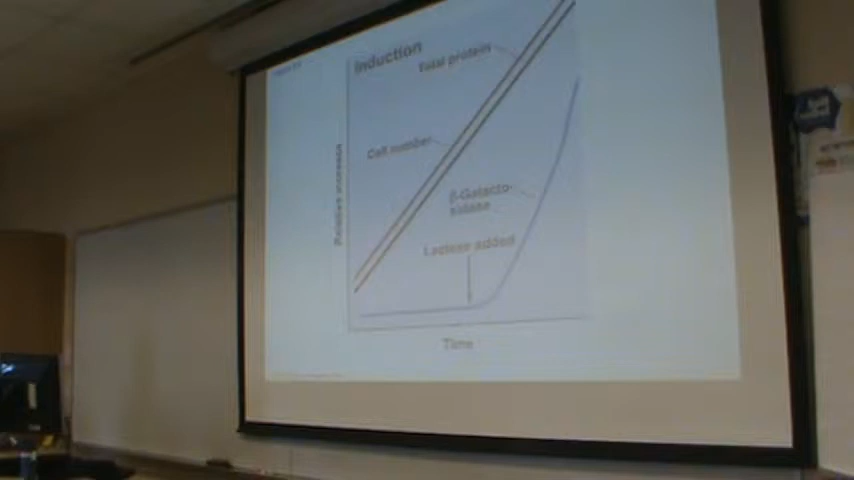 Induction
Total protein
Cell number
Relative increase
β-Galacto-
sidase
Lactose added
Time